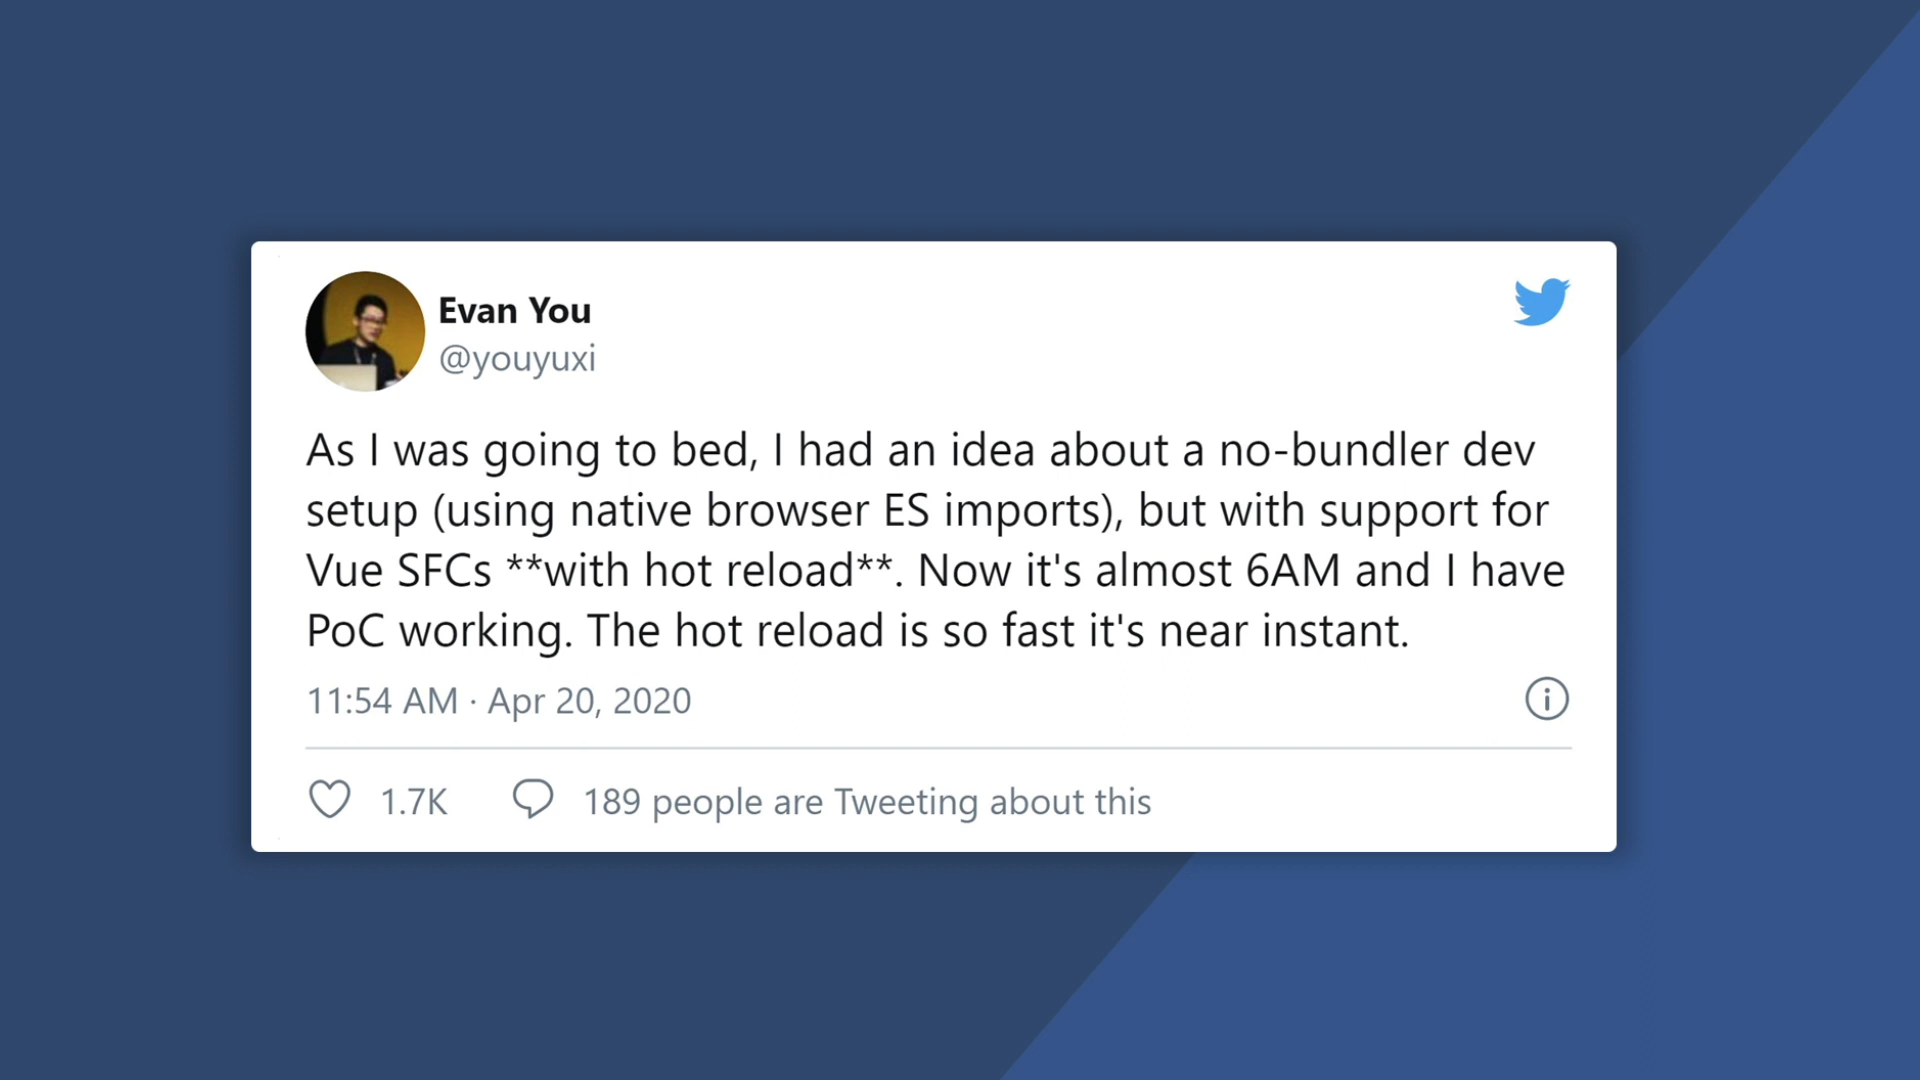 Evan You
@youyuxi
As I was going to bed, I had an idea about a no-bundler dev
setup (using native browser ES imports), but with support for
Vue SFCs **with hot reload**. Now it's almost 6AM and I have
PoC working. The hot reload is so fast it's near instant.
11:54 AM · Apr 20, 2020
1.7K 189 people are Tweeting about this